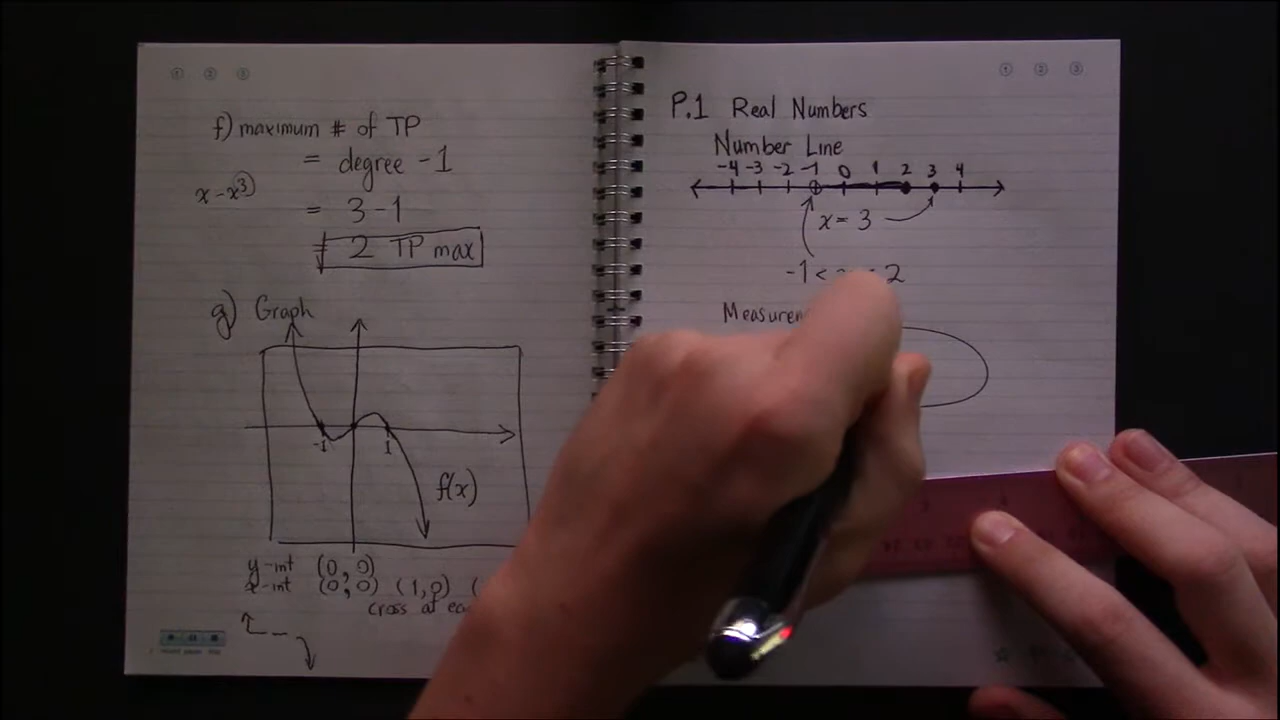 f) maximum # of TP
= degree -1
x-x³
= 3-1
= 2 TP max
g) Graph
-1 1
f(x)
y-int (0,0)
x-int (0,0) (1,0) (
cross at
P.1 Real Numbers
Number Line
-4 -3 -2 -1 0 1 2 3 4
x = 3
-1 < 2